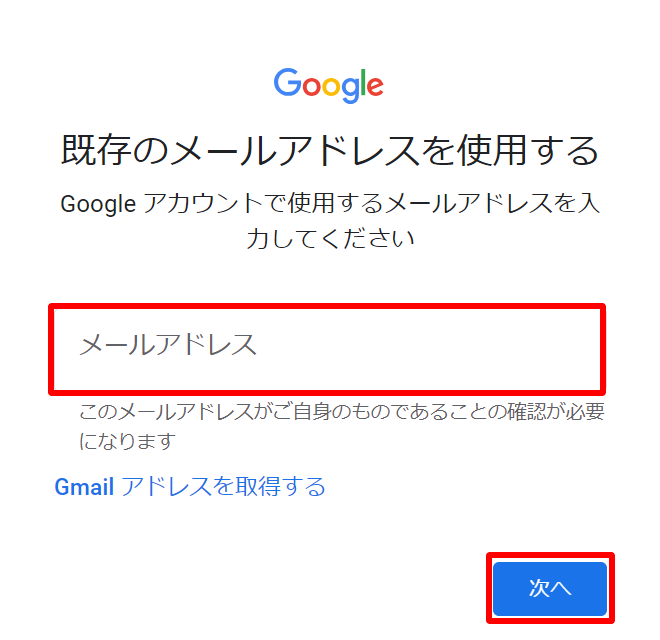 Google
既存のメールアドレスを使用する
Google アカウントで使用するメールアドレスを入
力してください
メールアドレス
このメールアドレスがご自身のものであることの確認が必要
になります
Gmail アドレスを取得する
次へ